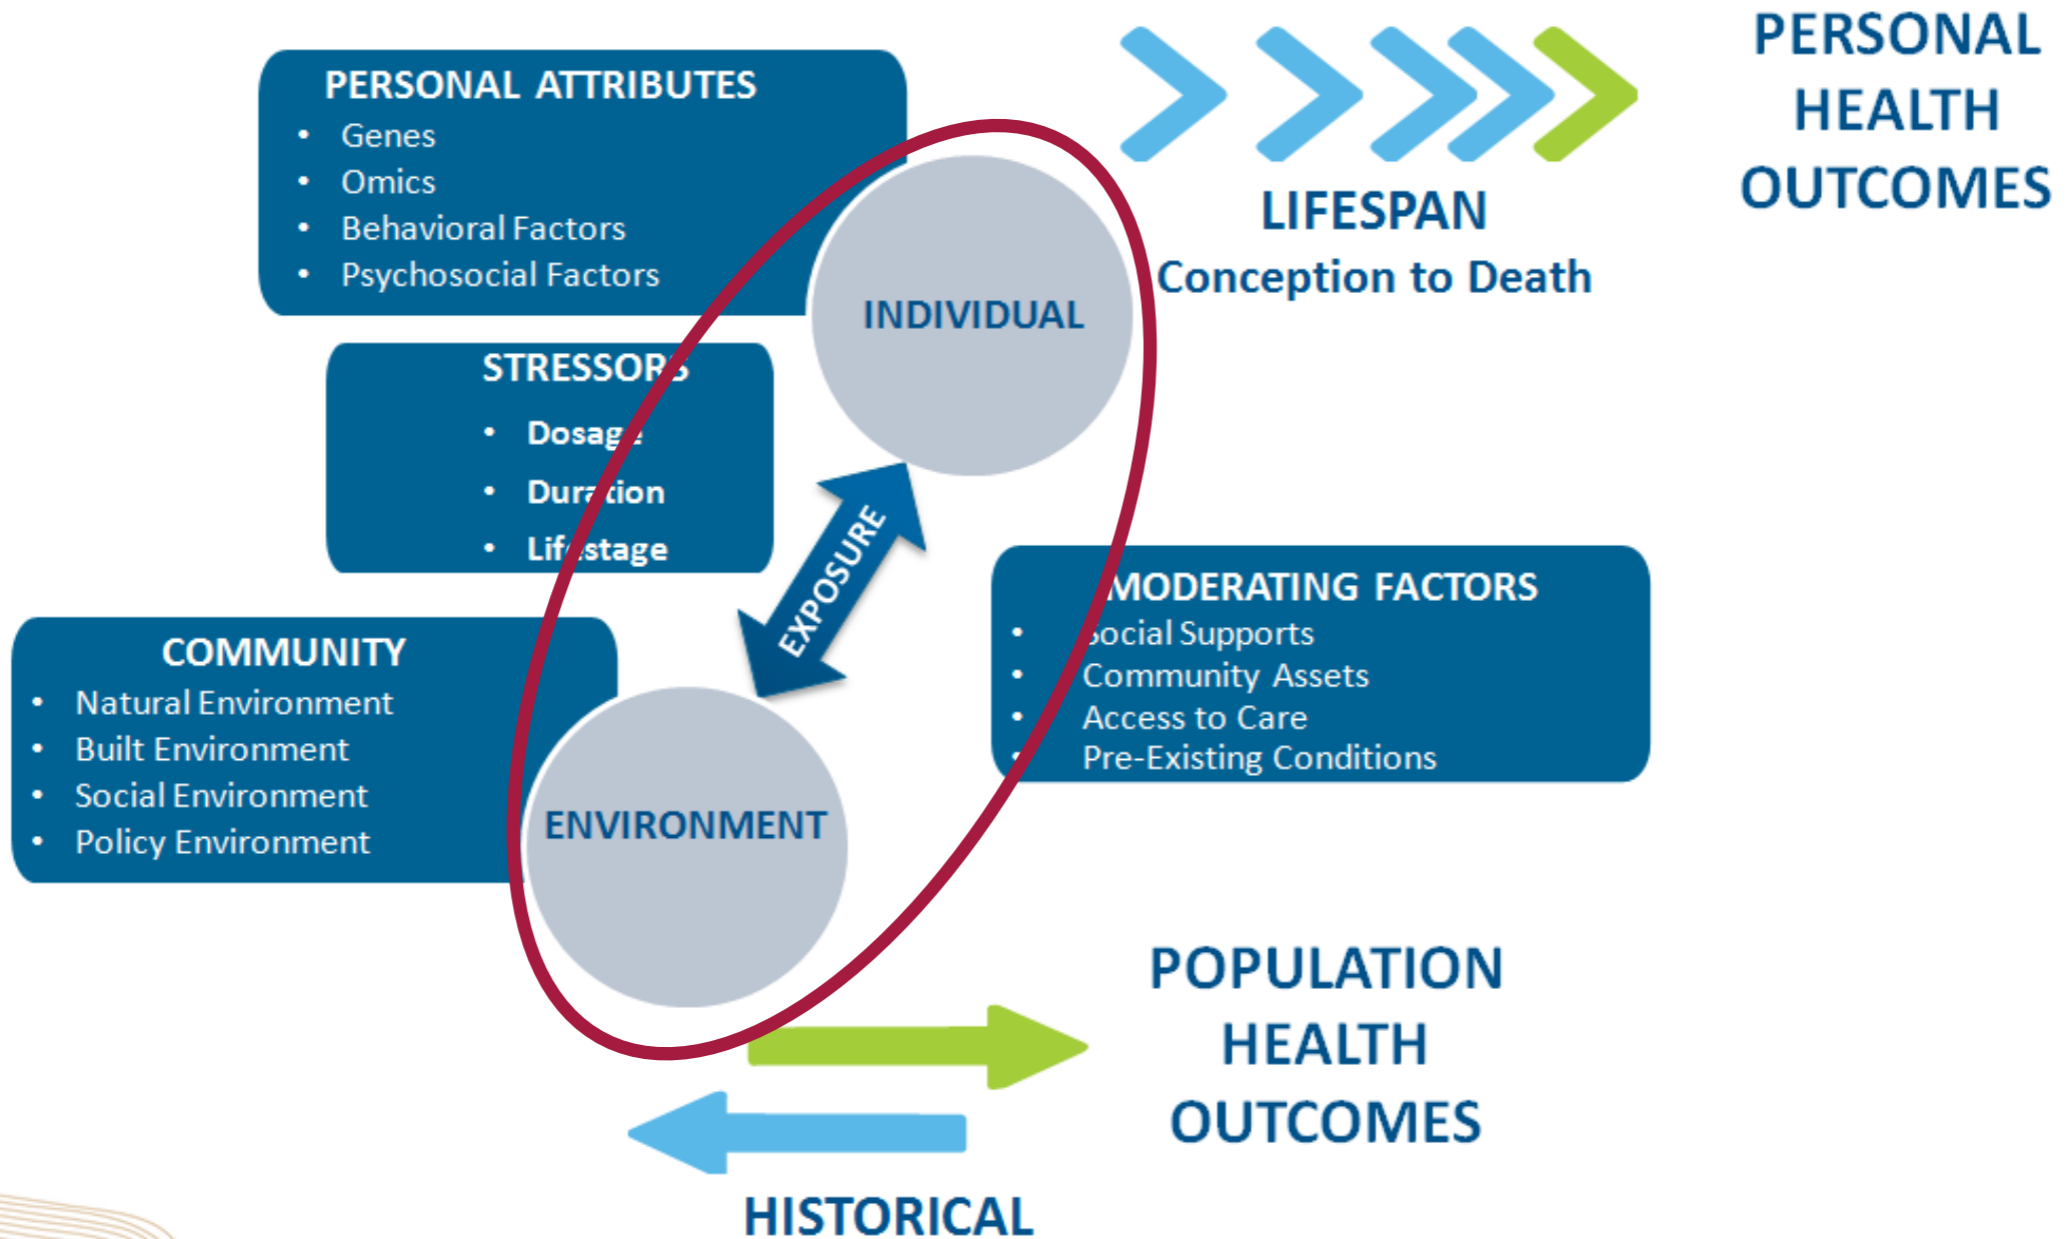 PERSONAL ATTRIBUTES
• Genes
• Omics
• Behavioral Factors
• Psychosocial Factors
INDIVIDUAL
LIFESPAN
Conception to Death
PERSONAL
HEALTH
OUTCOMES
STRESSORS
• Dosage
• Duration
• Lifestage
EXPOSURE
MODERATING FACTORS
• Social Supports
• Community Assets
• Access to Care
• Pre-Existing Conditions
COMMUNITY
• Natural Environment
• Built Environment
• Social Environment
• Policy Environment
ENVIRONMENT
POPULATION
HEALTH
OUTCOMES
HISTORICAL